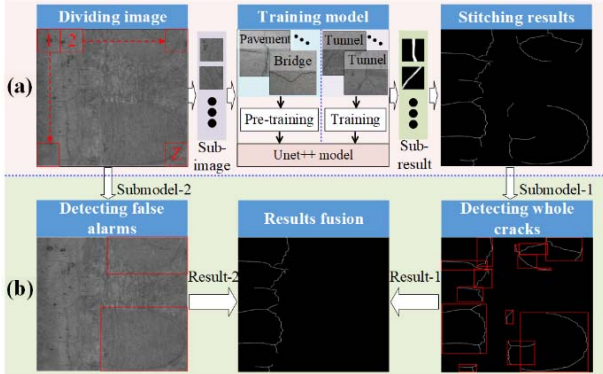 Dividing image
Training model
Stitching results
(a)
1
2
Z
Pavement
Bridge
Tunnel
Tunnel
Pre-training
Training
Unet++ model
Sub-
image
Sub-
result
Submodel-2
Submodel-1
Detecting false
alarms
Results fusion
Detecting whole
cracks
(b)
Result-2
Result-1